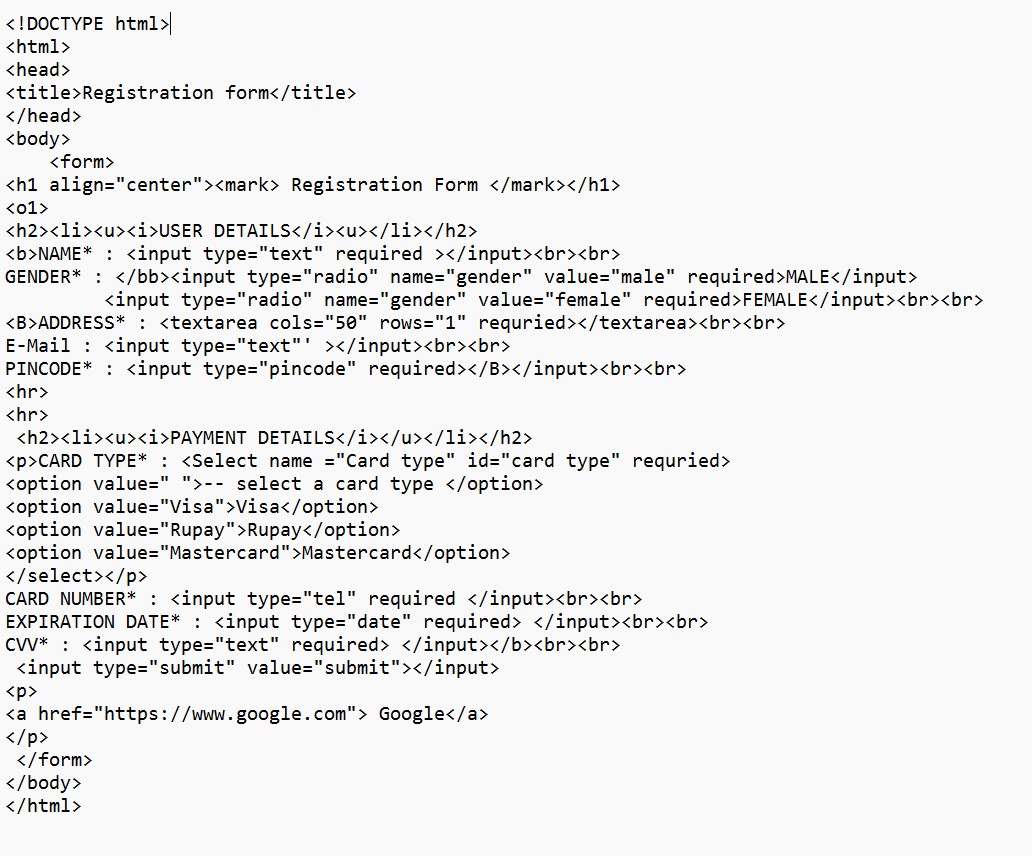 <!DOCTYPE html>
<html>
<head>
<title>Registration form</title>
</head>
<body>
    <form>
<h1 align="center"><mark> Registration Form </mark></h1>
<o1>
<h2><li><u><i>USER DETAILS</i><u></li></h2>
<b>NAME* : <input type="text" required ></input><br><br>
GENDER* : </bb><input type="radio" name="gender" value="male" required>MALE</input>
         <input type="radio" name="gender" value="female" required>FEMALE</input><br><br>
<B>ADDRESS* : <textarea cols="50" rows="1" requried></textarea><br><br>
E-Mail : <input type="text"' ></input><br><br>
PINCODE* : <input type="pincode" required></B></input><br><br>
<hr>
<hr>
 <h2><li><u><i>PAYMENT DETAILS</i></u></li></h2>
<p>CARD TYPE* : <Select name ="Card type" id="card type" requried>
<option value=" ">-- select a card type </option>
<option value="Visa">Visa</option>
<option value="Rupay">Rupay</option>
<option value="Mastercard">Mastercard</option>
</select></p>
CARD NUMBER* : <input type="tel" required </input><br><br>
EXPIRATION DATE* : <input type="date" required> </input><br><br>
CVV* : <input type="text" required> </input></b><br><br>
 <input type="submit" value="submit"></input>
<p>
<a href="https://www.google.com"> Google</a>
</p>
 </form>
</body>
</html>